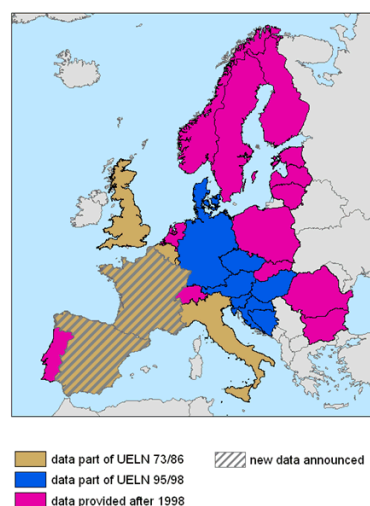 data part of UELN 73/86
new data announced
data part of UELN 95/98
data provided after 1998